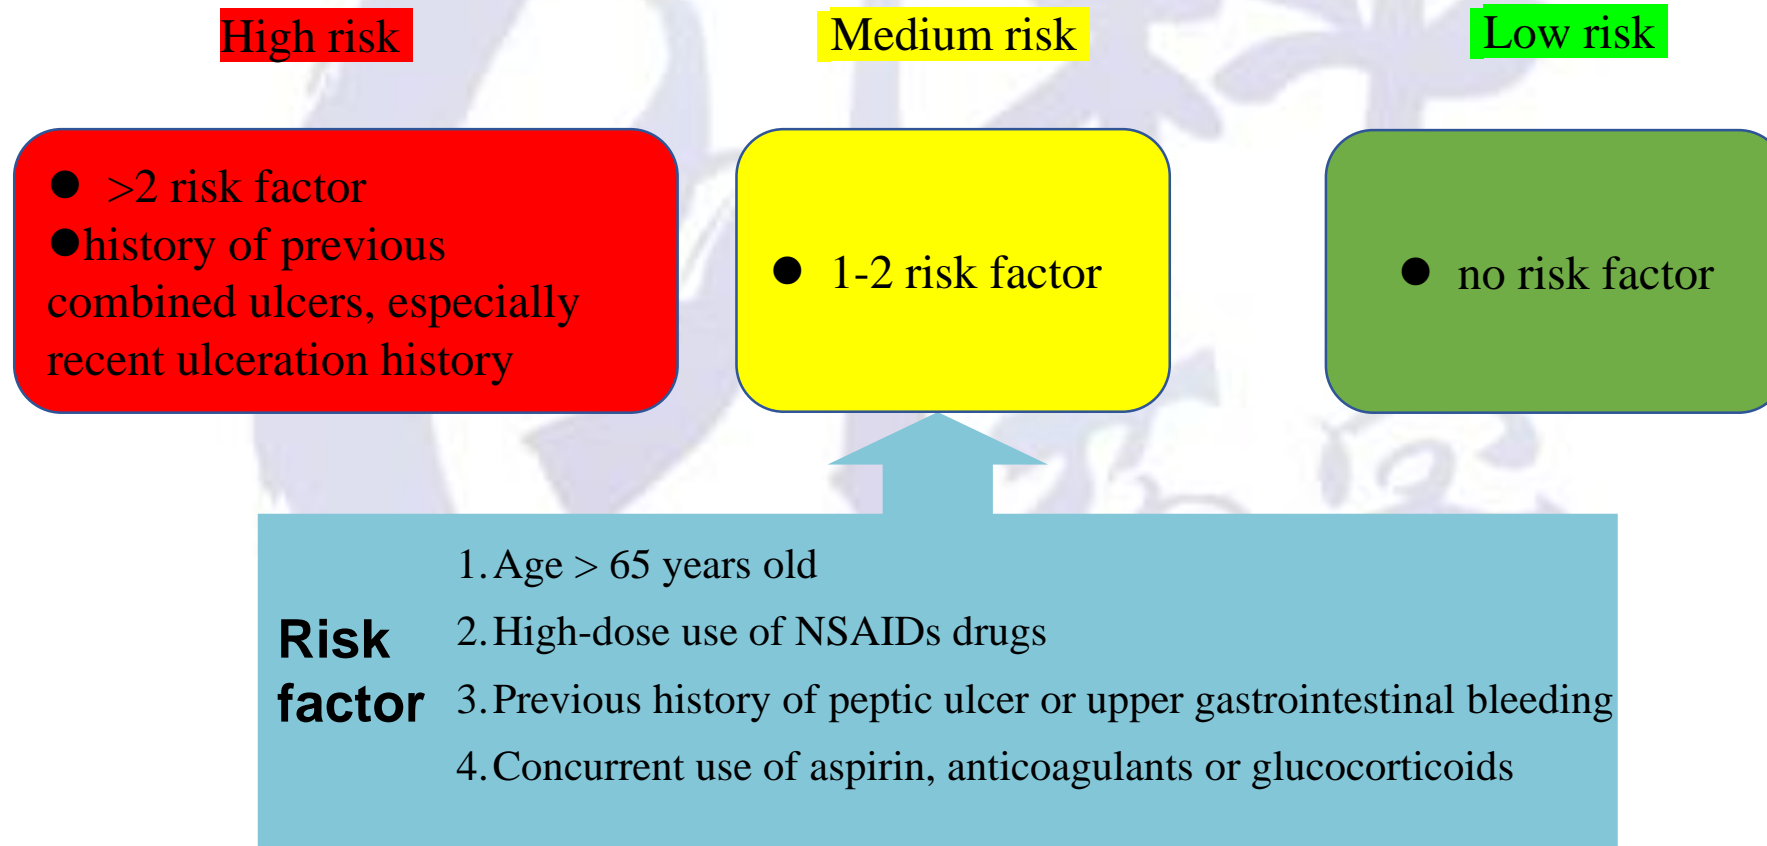 High risk
Medium risk
Low risk
● >2 risk factor
●history of previous
combined ulcers, especially
recent ulceration history
● 1-2 risk factor
● no risk factor
Risk
factor
1.Age > 65 years old
2.High-dose use of NSAIDs drugs
3.Previous history of peptic ulcer or upper gastrointestinal bleeding
4.Concurrent use of aspirin, anticoagulants or glucocorticoids